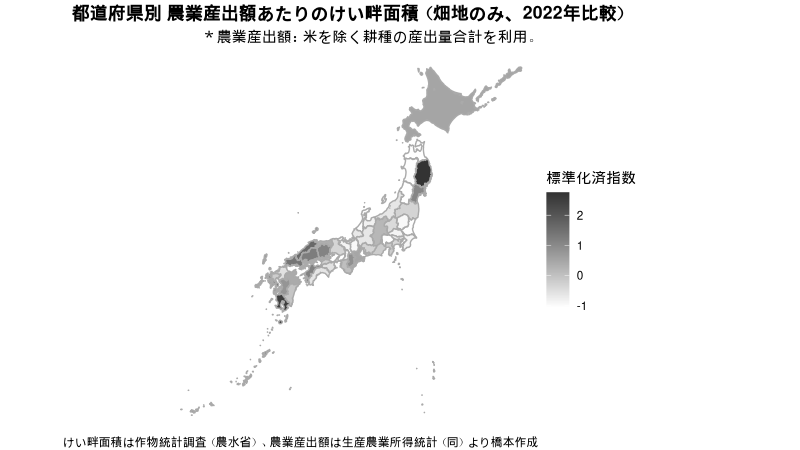 都道府県別 農業産出額あたりのけい畔面積（畑地のみ、2022年比較）
＊農業産出額：米を除く耕種の産出量合計を利用。
標準化済指数
2
1
0
-1
けい畔面積は作物統計調査（農水省）、農業産出額は生産農業所得統計（同）より橋本作成